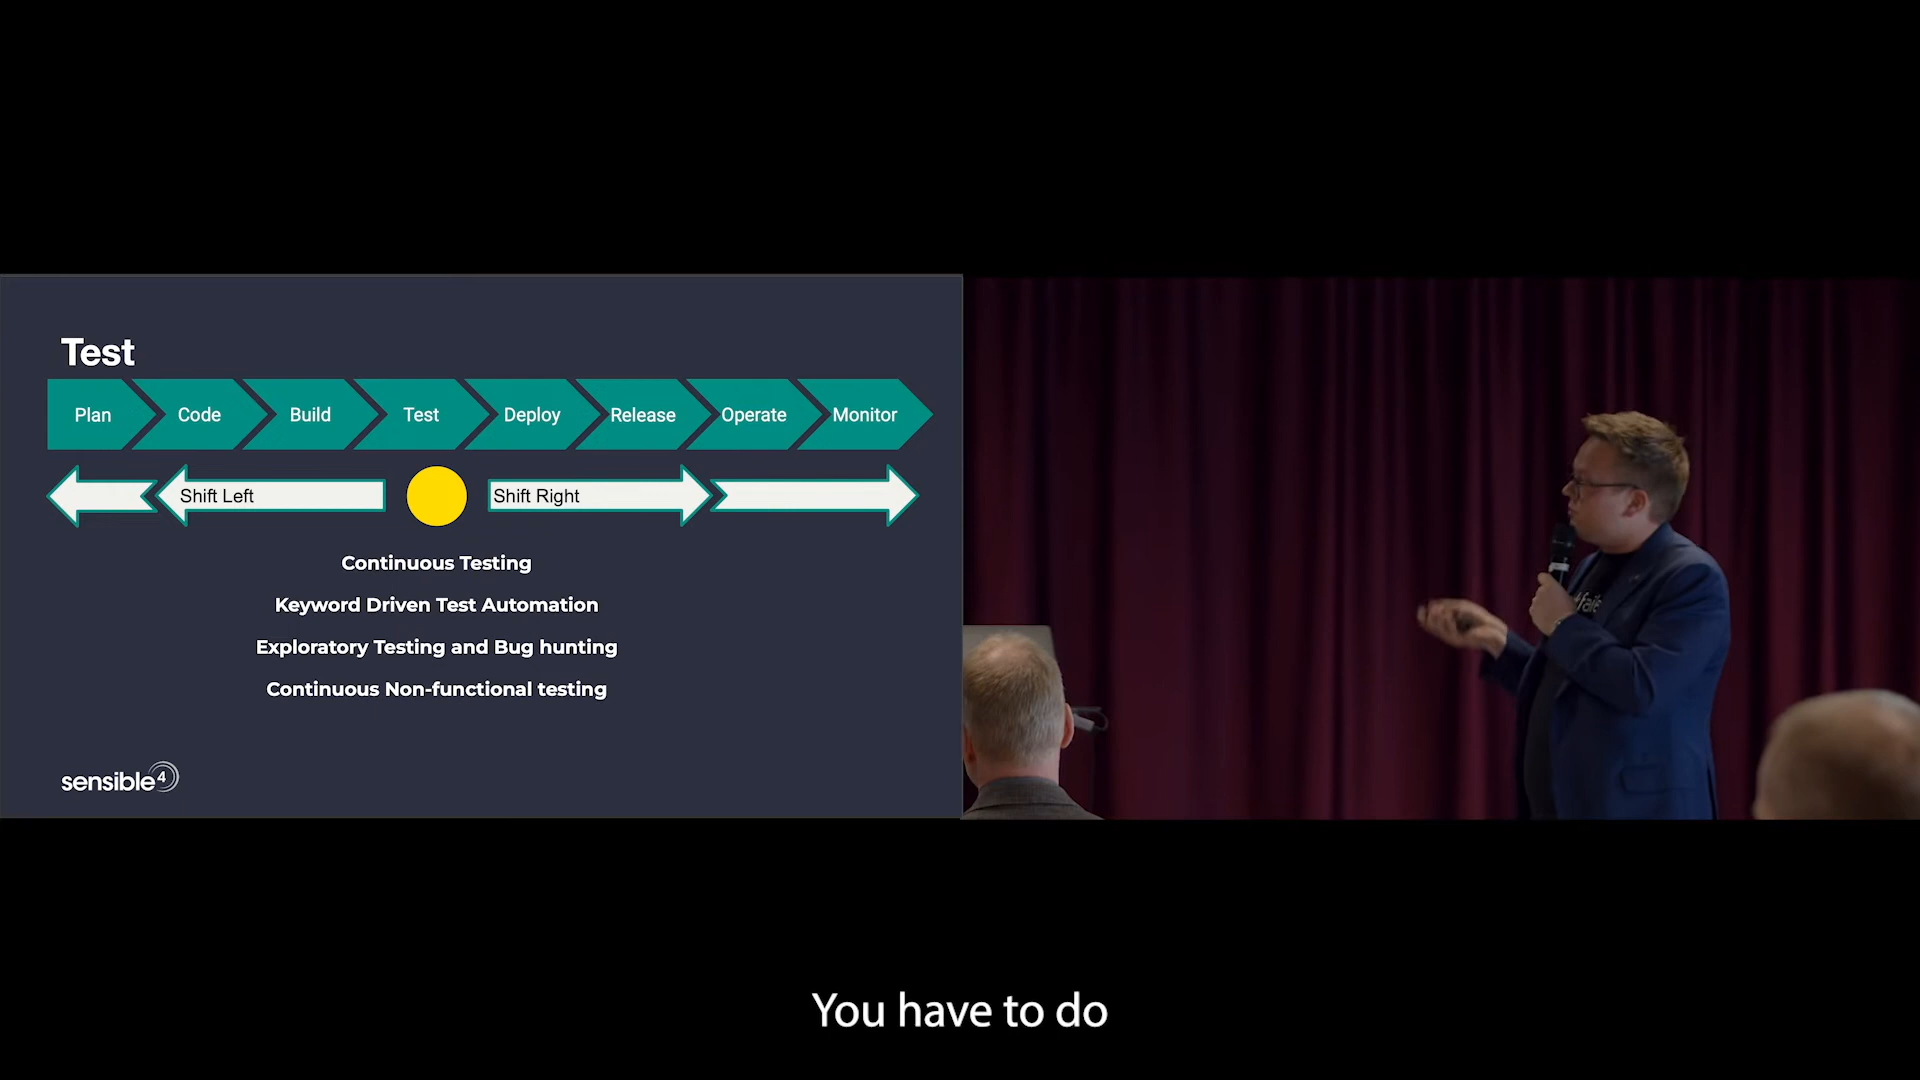 Test
Plan Code Build Test Deploy Release Operate Monitor
Shift Left Shift Right
Continuous Testing
Keyword Driven Test Automation
Exploratory Testing and Bug hunting
Continuous Non-functional testing
sensible4
You have to do